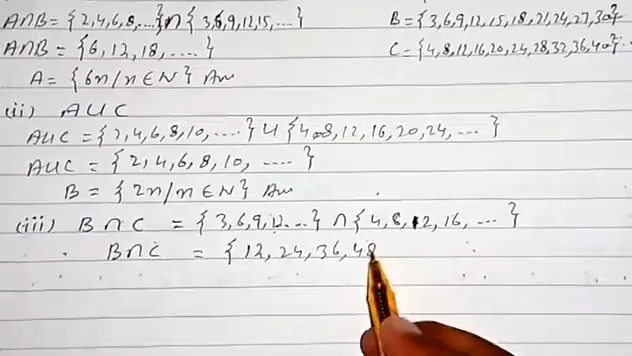 A∩B = {2,4,6,8,....} ∩ {3,6,9,12,15,....}
B = {3,6,9,12,15,18,21,24,27,30..}
A∩B = {6,12,18,....}
C = {4,8,12,16,20,24,28,32,36,40..}
A = {6n/n∈N} Ans
(ii) A∪C
A∪C = {2,4,6,8,10,....} ∪ {4,8,12,16,20,24,...}
A∪C = {2,4,6,8,10,....}
B = {2n/n∈N} Ans
(iii) B∩C = {3,6,9,12....} ∩ {4,8,12,16,...}
B∩C = {12,24,36,48